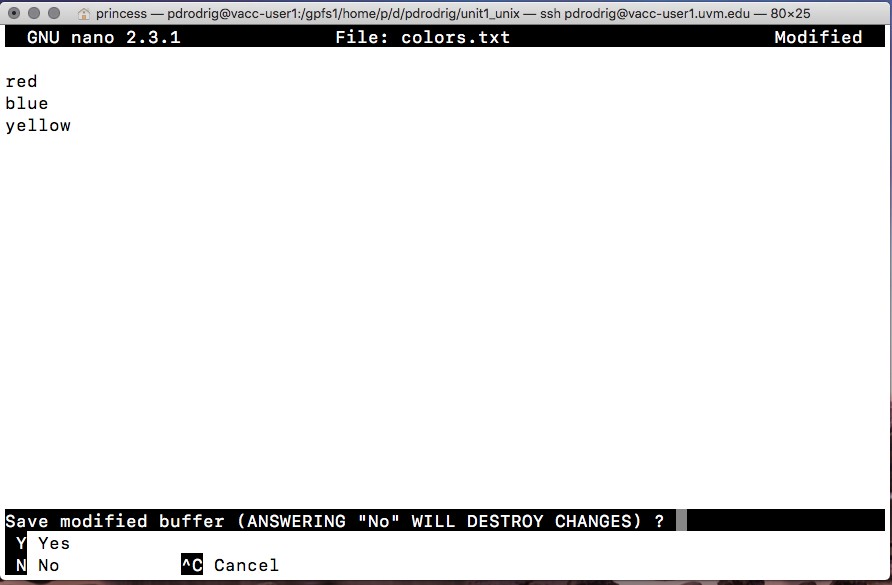 princess — pdrodrig@vacc-user1:/gpfs1/home/p/d/pdrodrig/unit1_unix — ssh pdrodrig@vacc-user1.uvm.edu — 80×25
GNU nano 2.3.1 File: colors.txt Modified
red
blue
yellow
Save modified buffer (ANSWERING "No" WILL DESTROY CHANGES) ?
Y Yes
N No ^C Cancel